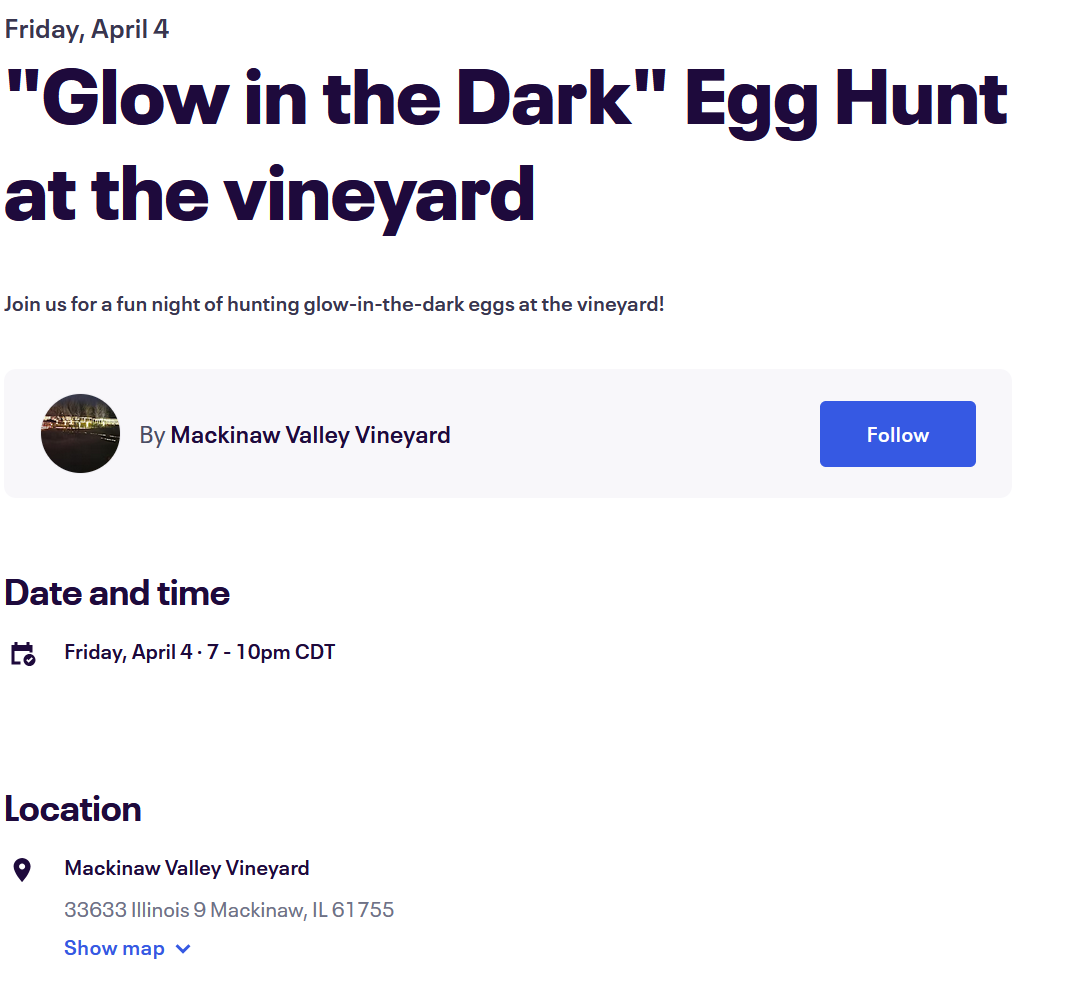 Friday, April 4
"Glow in the Dark" Egg Hunt
at the vineyard
Join us for a fun night of hunting glow-in-the-dark eggs at the vineyard!
By Mackinaw Valley Vineyard
Follow
Date and time
Friday, April 4 · 7 - 10pm CDT
Location
Mackinaw Valley Vineyard
33633 Illinois 9 Mackinaw, IL 61755
Show map